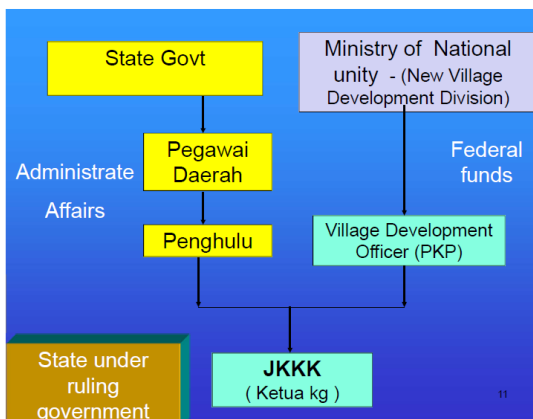 State Govt
Ministry of National
unity - (New Village
Development Division)
Pegawai
Daerah
Administrate
Affairs
Federal
funds
Penghulu
Village Development
Officer (PKP)
State under
ruling
government
JKKK
( Ketua kg )
11